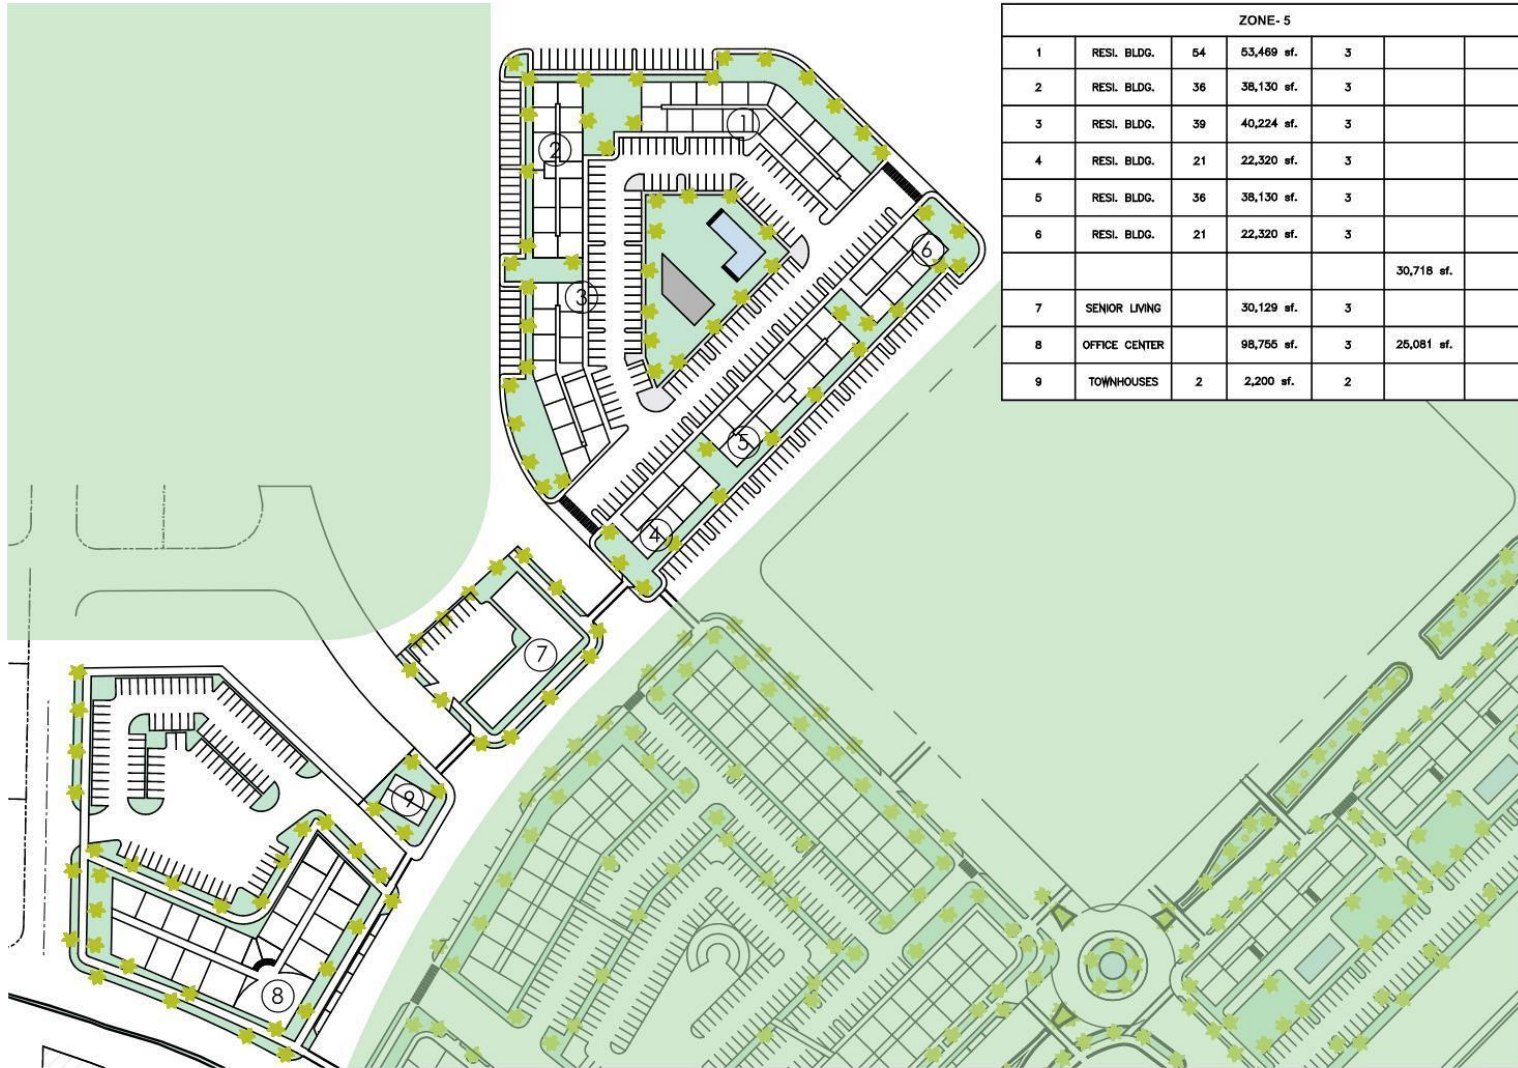 ZONE- 5
1 RESI. BLDG. 54 53,469 sf. 3
2 RESI. BLDG. 36 38,130 sf. 3
3 RESI. BLDG. 39 40,224 sf. 3
4 RESI. BLDG. 21 22,320 sf. 3
5 RESI. BLDG. 36 38,130 sf. 3
6 RESI. BLDG. 21 22,320 sf. 3
30,718 sf.
7 SENIOR LIVING 30,129 sf. 3
8 OFFICE CENTER 98,755 sf. 3 25,081 sf.
9 TOWNHOUSES 2 2,200 sf. 2
1
2
6
3
5
4
7
9
8